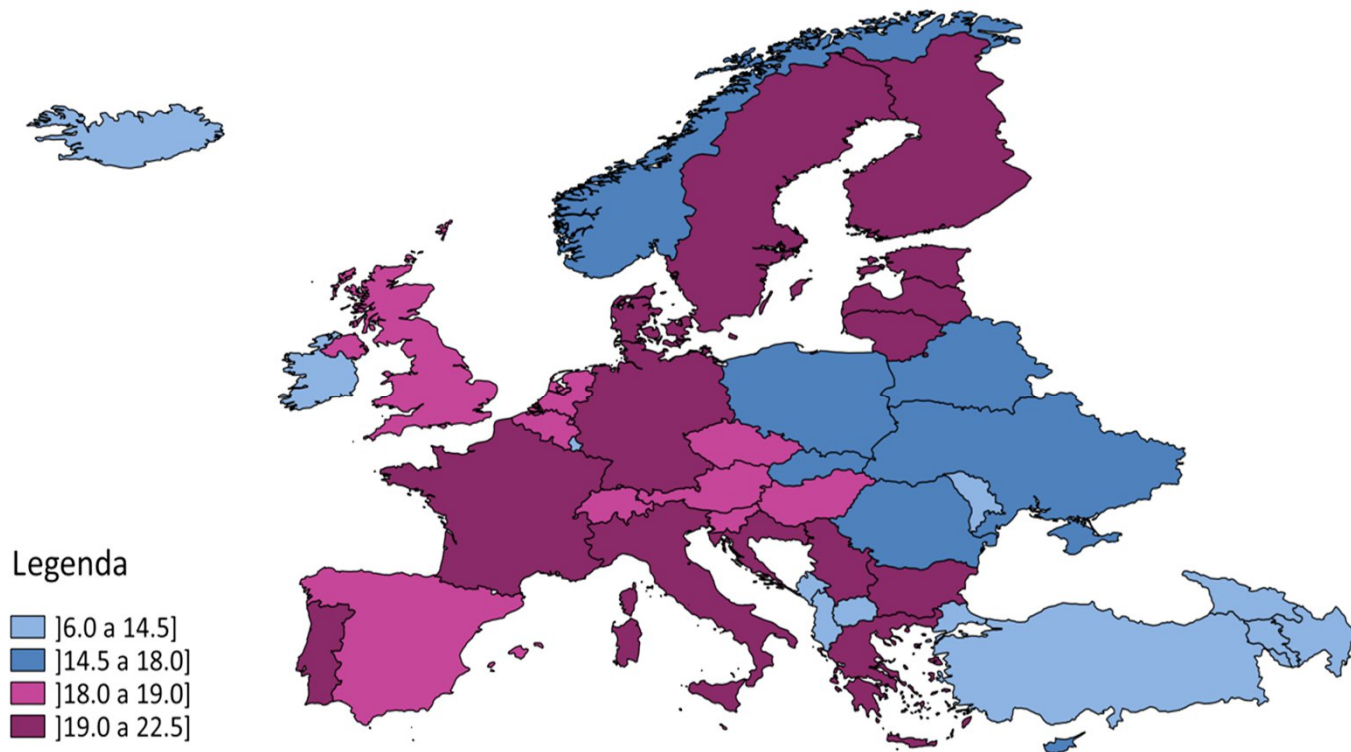 Legenda
]6.0 a 14.5]
]14.5 a 18.0]
]18.0 a 19.0]
]19.0 a 22.5]